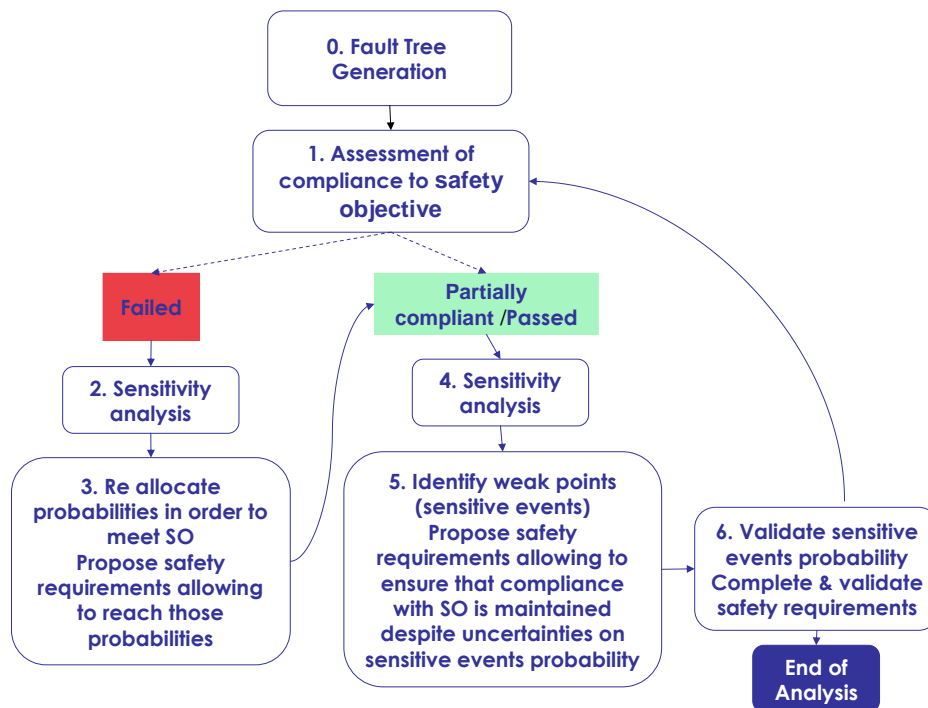 0. Fault Tree
Generation
1. Assessment of
compliance to safety
objective
Failed
Partially
compliant /Passed
2. Sensitivity
analysis
4. Sensitivity
analysis
3. Re allocate
probabilities in order to
meet SO
Propose safety
requirements allowing
to reach those
probabilities
5. Identify weak points
(sensitive events)
Propose safety
requirements allowing to
ensure that compliance
with SO is maintained
despite uncertainties on
sensitive events probability
6. Validate sensitive
events probability
Complete & validate
safety requirements
End of
Analysis